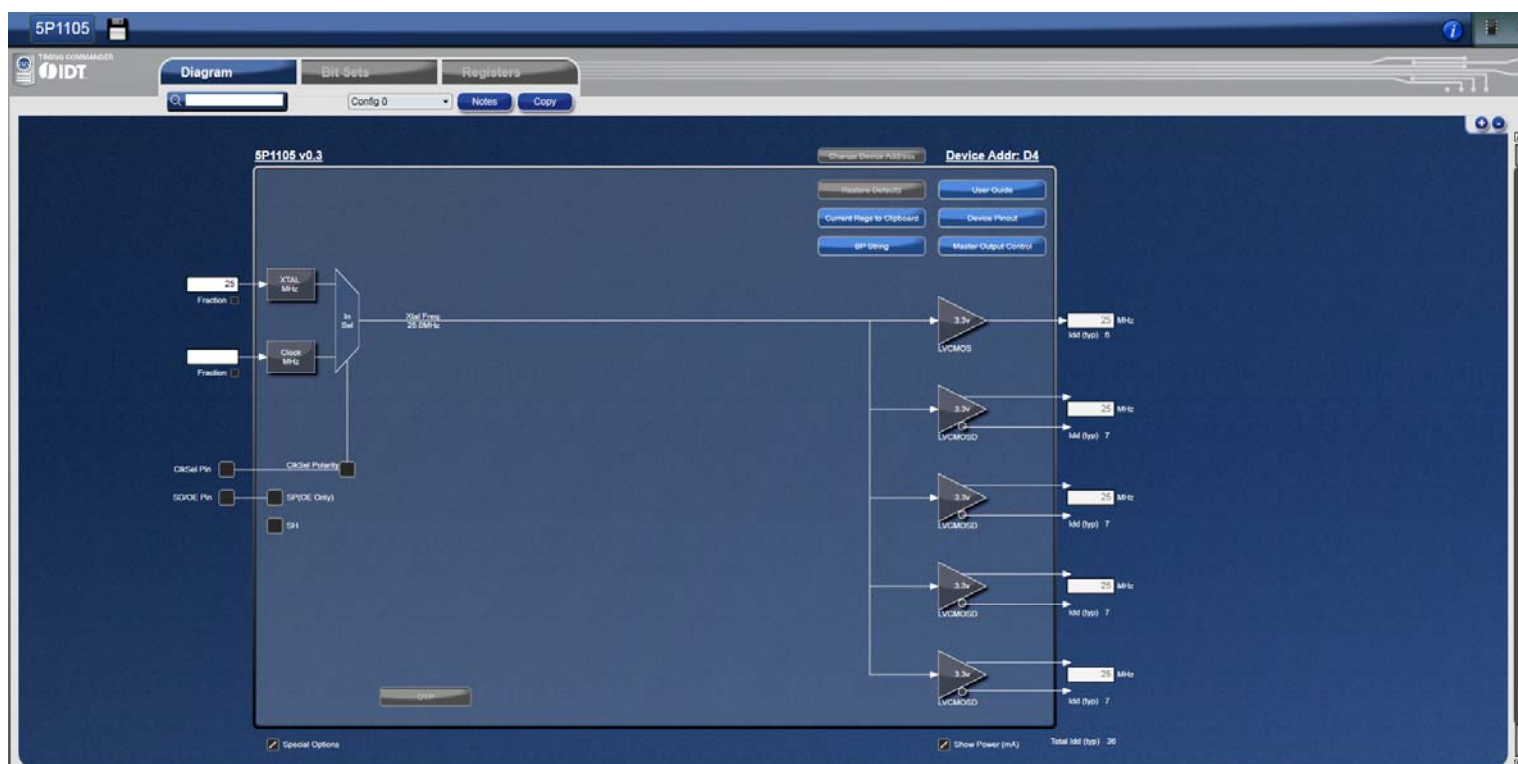 5P1105
i
TIMING COMMANDER
IDT
Diagram
Bit Sets
Registers
Config 0
Notes
Copy
5P1105 v0.3
Change Device Address
Device Addr: D4
Restore Defaults
User Guide
Current Regs to Clipboard
Device Pinout
DP String
Master Output Control
25
XTAL
MHz
Fraction
In
Sel
Xtal Freq:
25.0MHz
Clock
MHz
Fraction
3.3v
LVCMOS
25 MHz
Idd (typ) 6
3.3v
LVCMOSD
25 MHz
Idd (typ) 7
ClkSel Pin
ClkSel Polarity
SD/OE Pin
SP(OE Only)
SH
3.3v
LVCMOSD
25 MHz
Idd (typ) 7
3.3v
LVCMOSD
25 MHz
Idd (typ) 7
3.3v
LVCMOSD
25 MHz
Idd (typ) 7
OTP
Special Options
Show Power (mA)
Total Idd (typ) 36